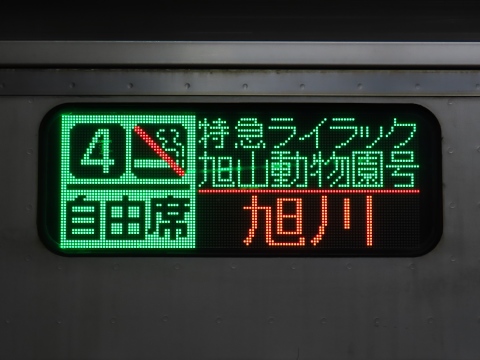 4
自由席
特急ライラック
旭山動物園号
旭川